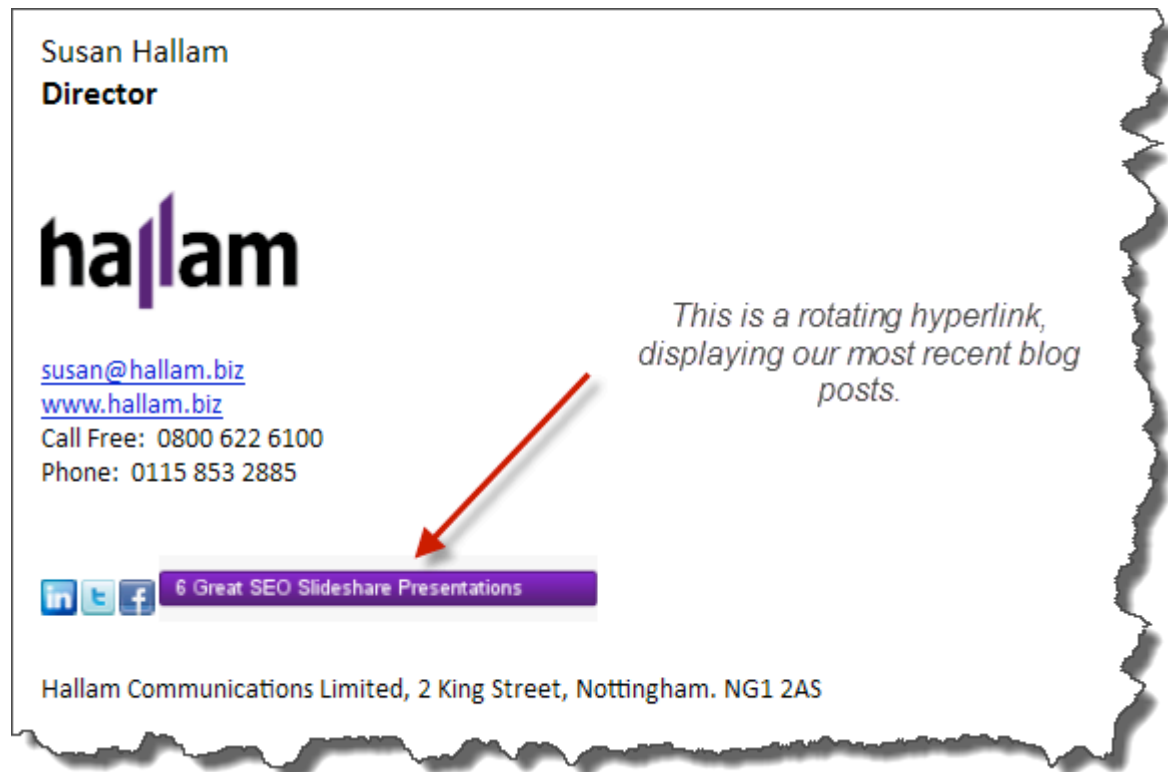 Susan Hallam
Director
hallam
This is a rotating hyperlink,
displaying our most recent blog
posts.
susan@hallam.biz
www.hallam.biz
Call Free: 0800 622 6100
Phone: 0115 853 2885
in t f 6 Great SEO Slideshare Presentations
Hallam Communications Limited, 2 King Street, Nottingham. NG1 2AS